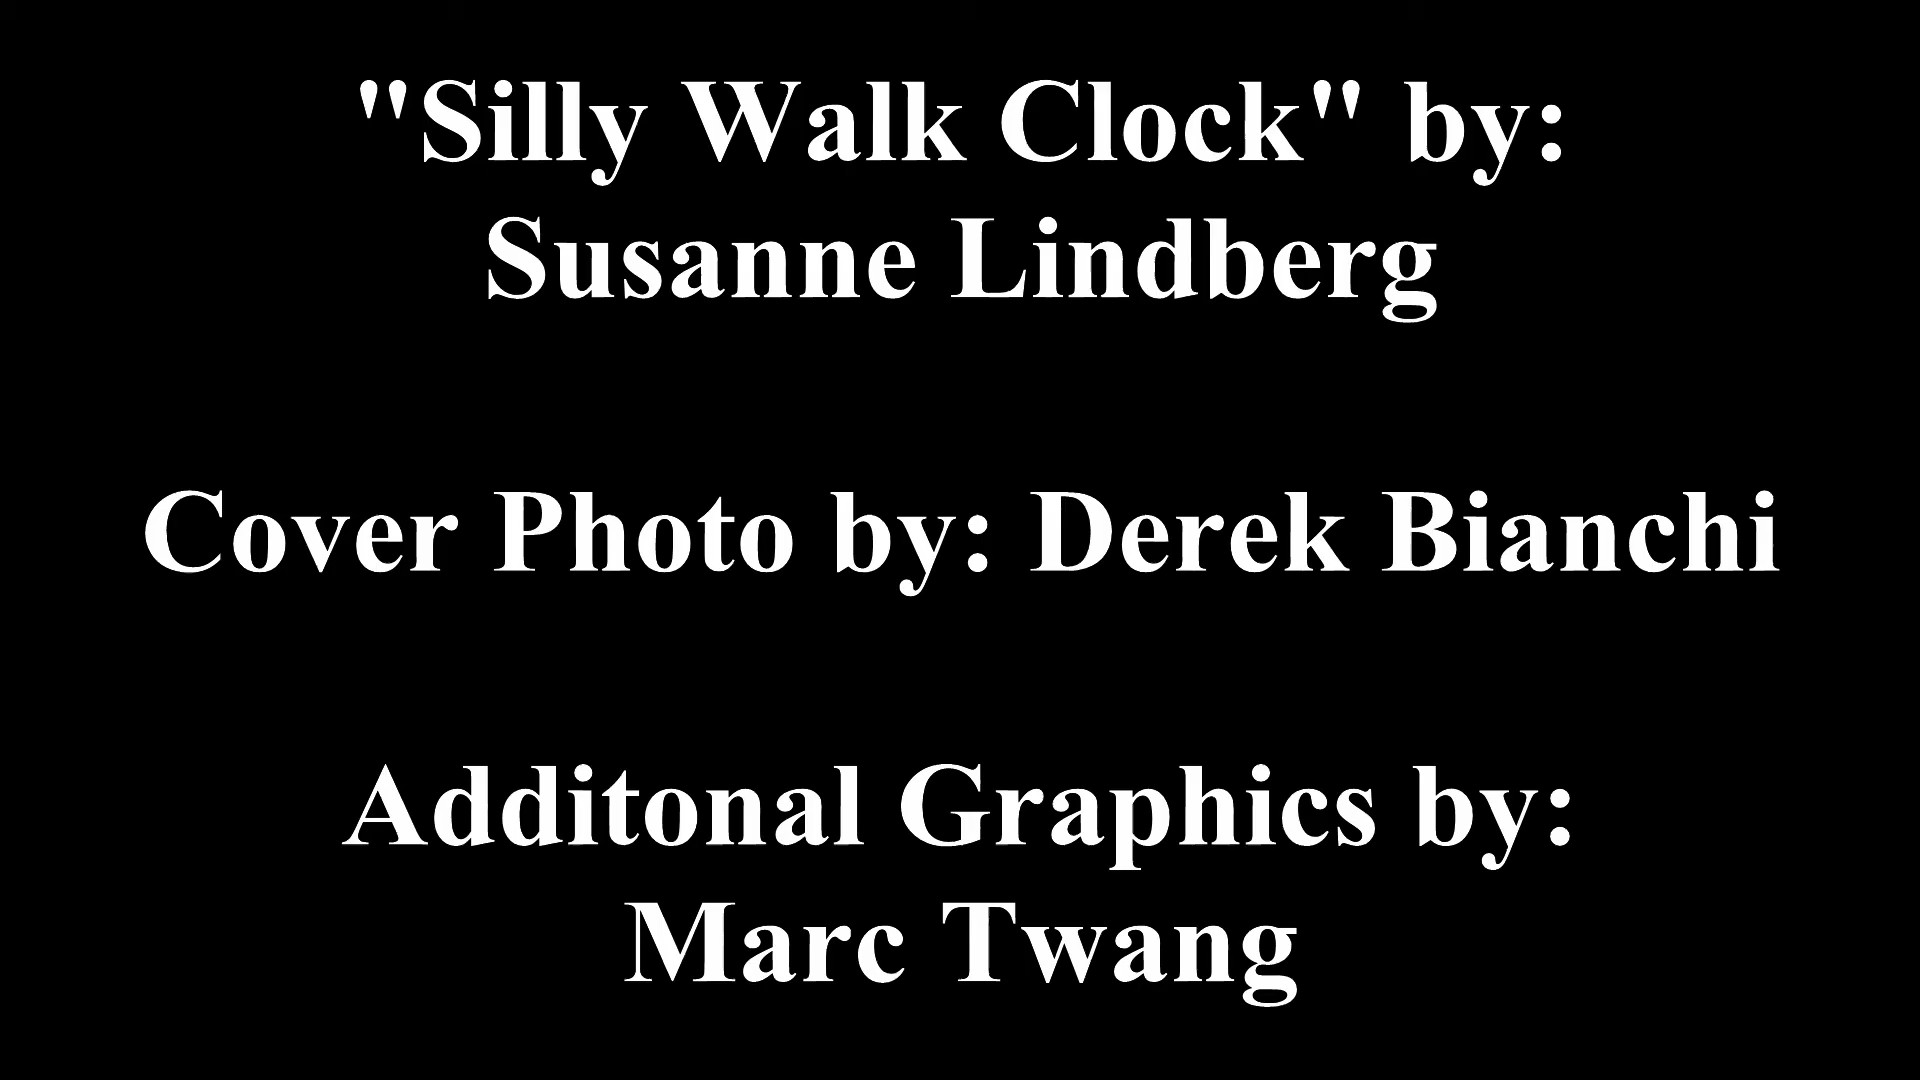 "Silly Walk Clock" by:
Susanne Lindberg
Cover Photo by: Derek Bianchi
Additonal Graphics by:
Marc Twang